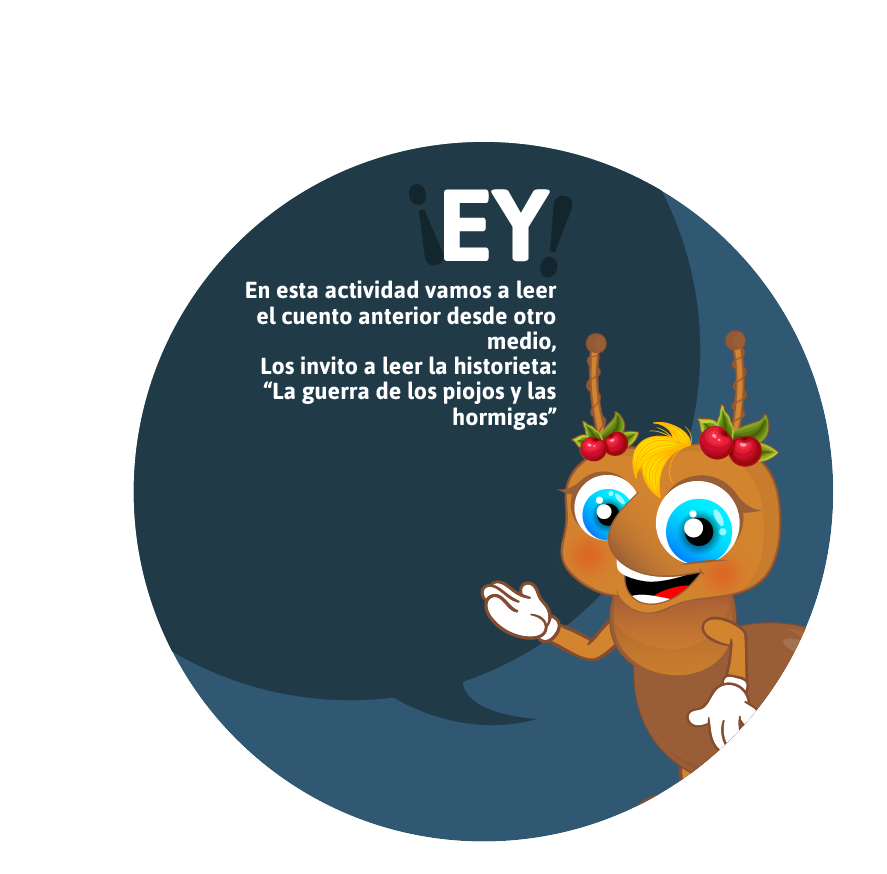 ¡EY!
En esta actividad vamos a leer
el cuento anterior desde otro
medio,
Los invito a leer la historieta:
“La guerra de los piojos y las
hormigas”